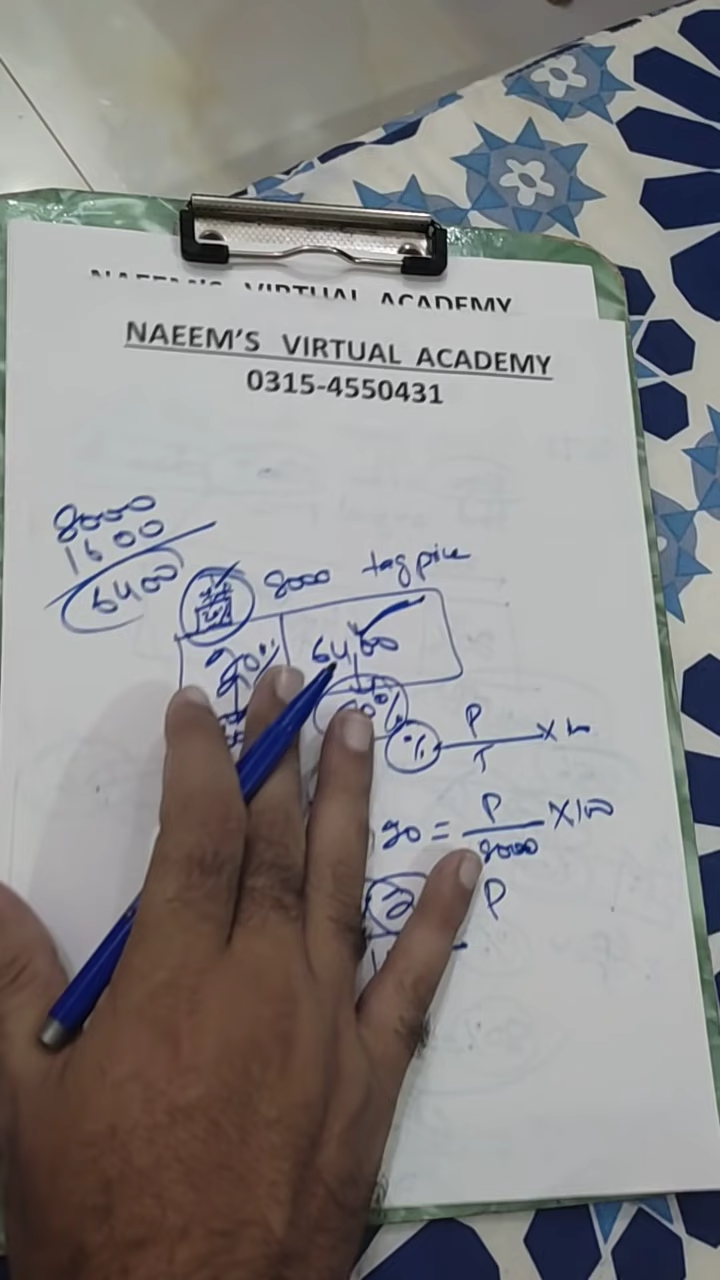 NAEEM'S VIRTUAL ACADEMY
NAEEM'S VIRTUAL ACADEMY
0315-4550431
8000
1600
6400
8000 tag price
20% 6400
% P/T X 100
20 = P/8000 X 100
P